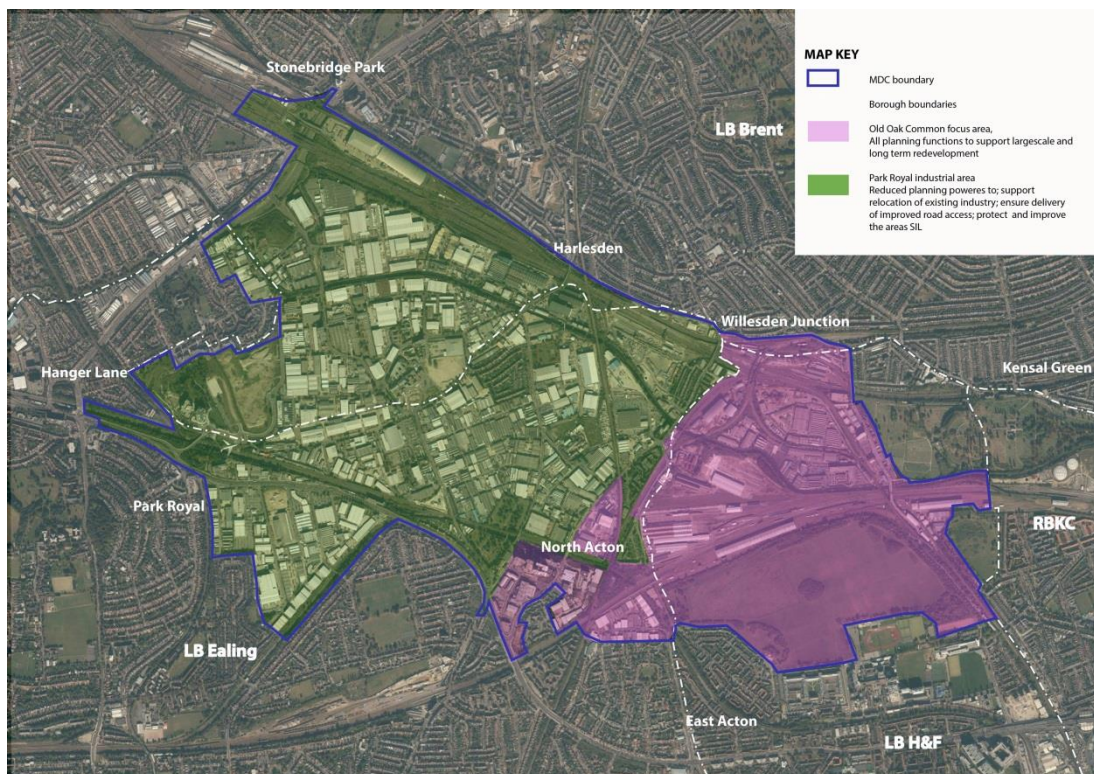 Stonebridge Park
LB Brent
MAP KEY
MDC boundary
Borough boundaries
Old Oak Common focus area,
All planning functions to support largescale and
long term redevelopment
Park Royal industrial area
Reduced planning poweres to; support
relocation of existing industry; ensure delivery
of improved road access; protect and improve
the areas SIL
Harlesden
Willesden Junction
Hanger Lane
Kensal Green
Park Royal
RBKC
North Acton
LB Ealing
East Acton
LB H&F